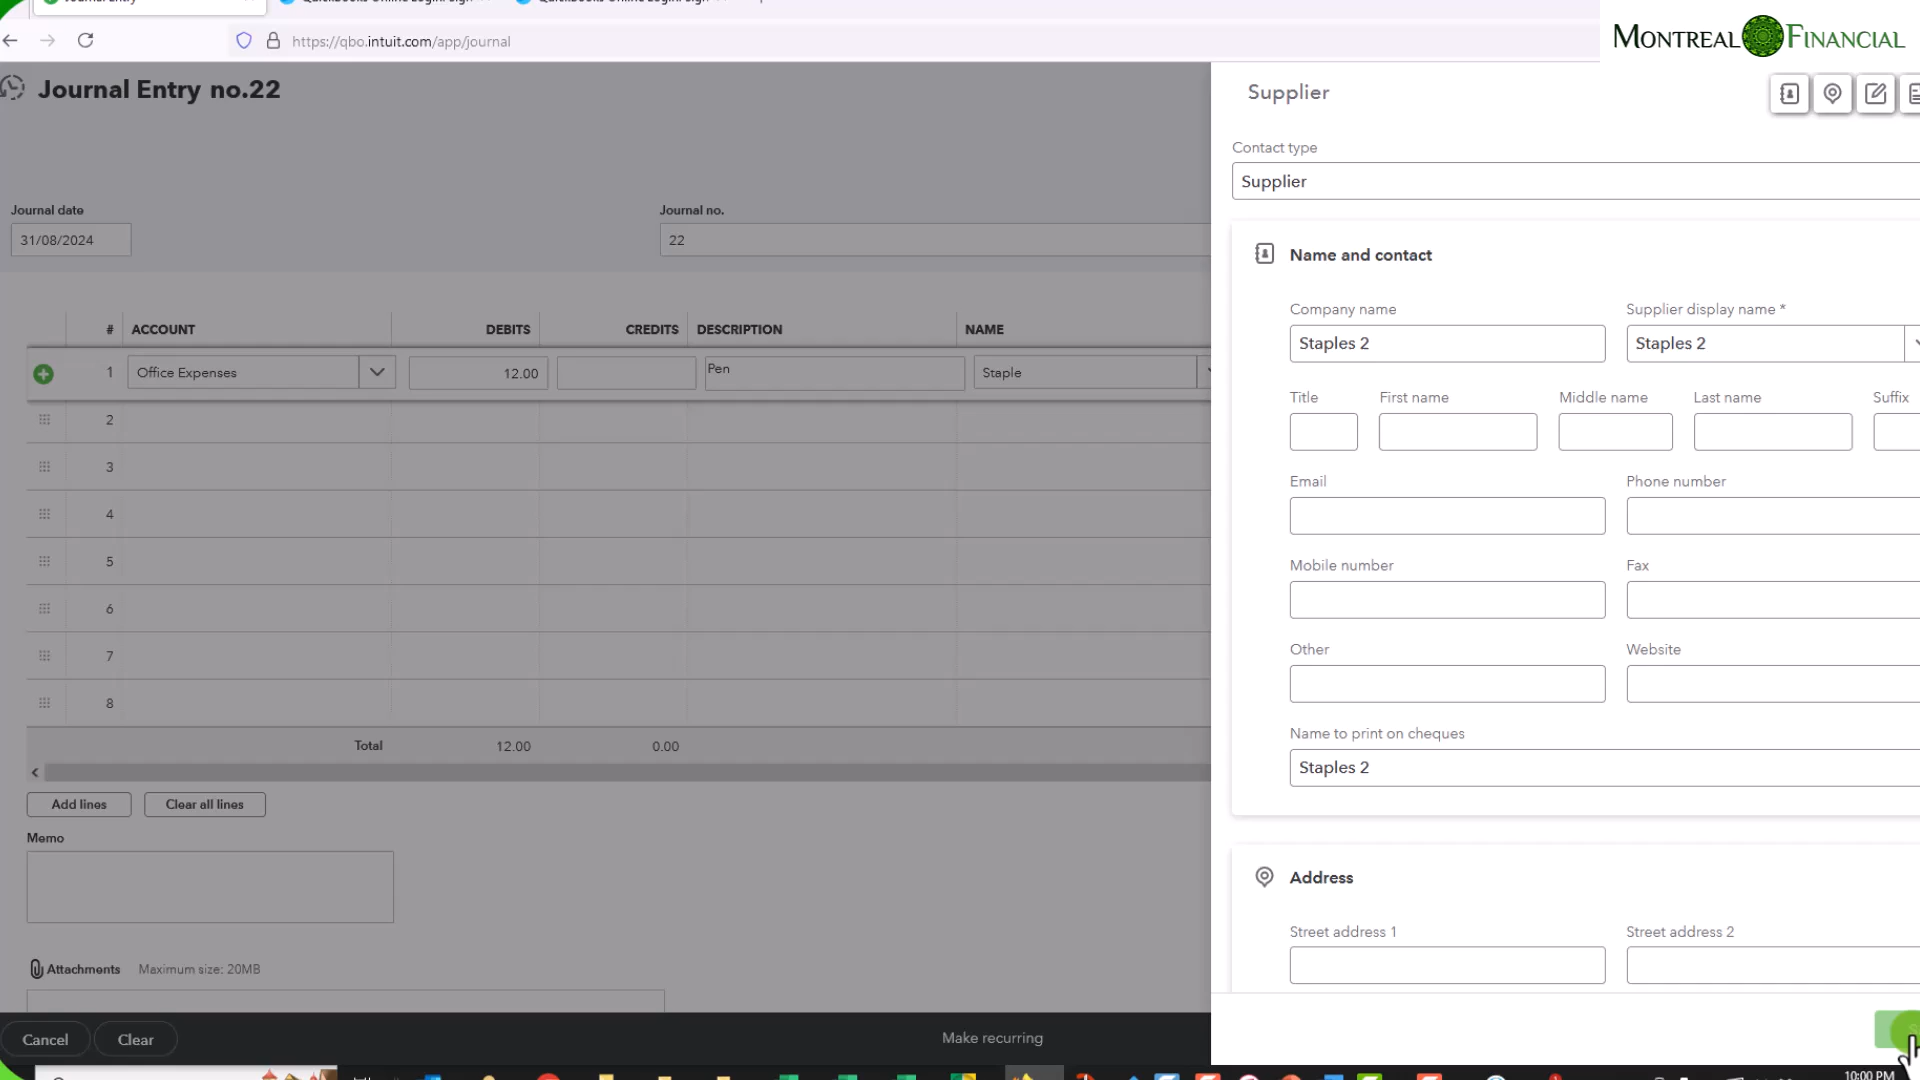 https://qbo.intuit.com/app/journal
MONTREAL FINANCIAL
Journal Entry no.22
Supplier
Contact type
Supplier
Journal date
Journal no.
31/08/2024
22
Name and contact
Company name
Supplier display name *
Staples 2
Staples 2
# ACCOUNT DEBITS CREDITS DESCRIPTION NAME
1 Office Expenses 12.00 Pen Staple
Title First name Middle name Last name Suffix
2
3
4
5
6
7
8
Email Phone number
Mobile number Fax
Other Website
Name to print on cheques
Staples 2
Total 12.00 0.00
Add lines Clear all lines
Memo
Address
Street address 1 Street address 2
Attachments Maximum size: 20MB
Cancel Clear Make recurring
10:00 PM